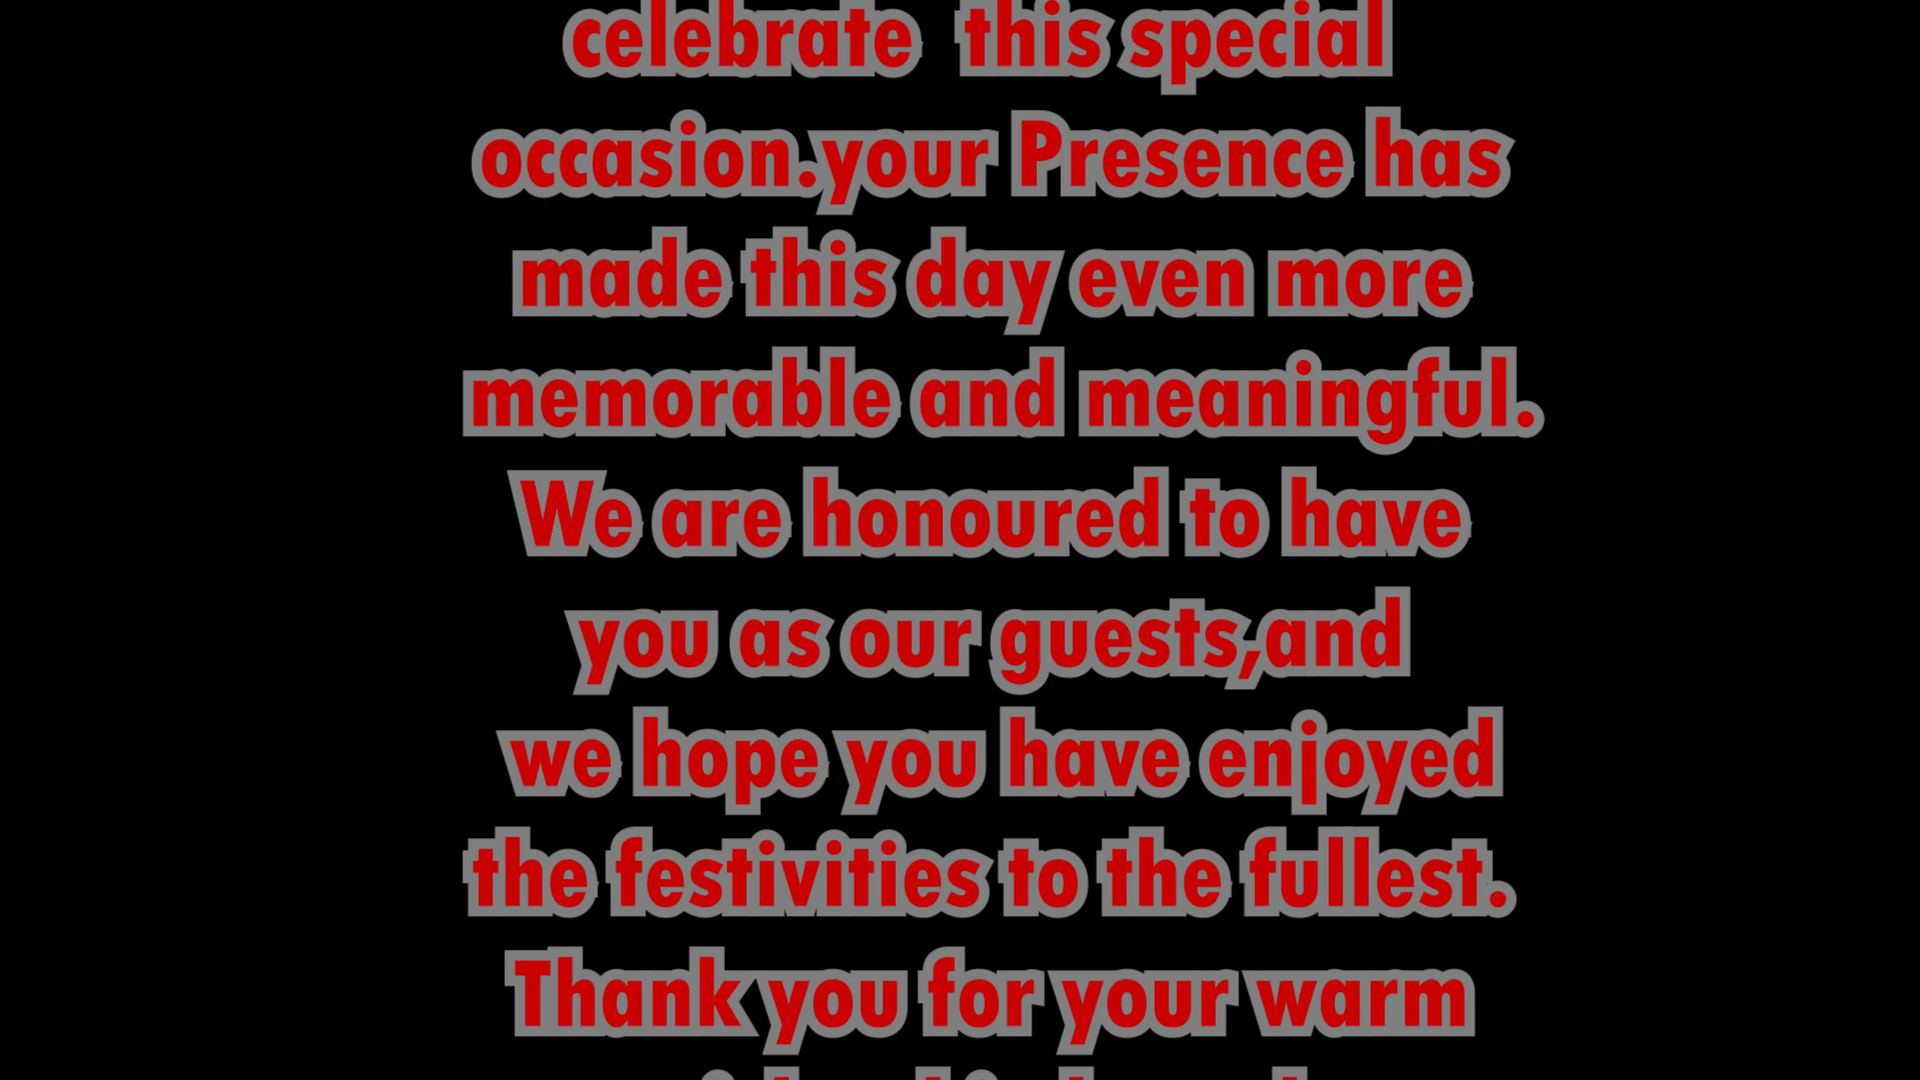 celebrate  this special
occasion.your Presence has
made this day even more
memorable and meaningful.
We are honoured to have
you as our guests,and
we hope you have enjoyed
the festivities to the fullest.
Thank you for your warm